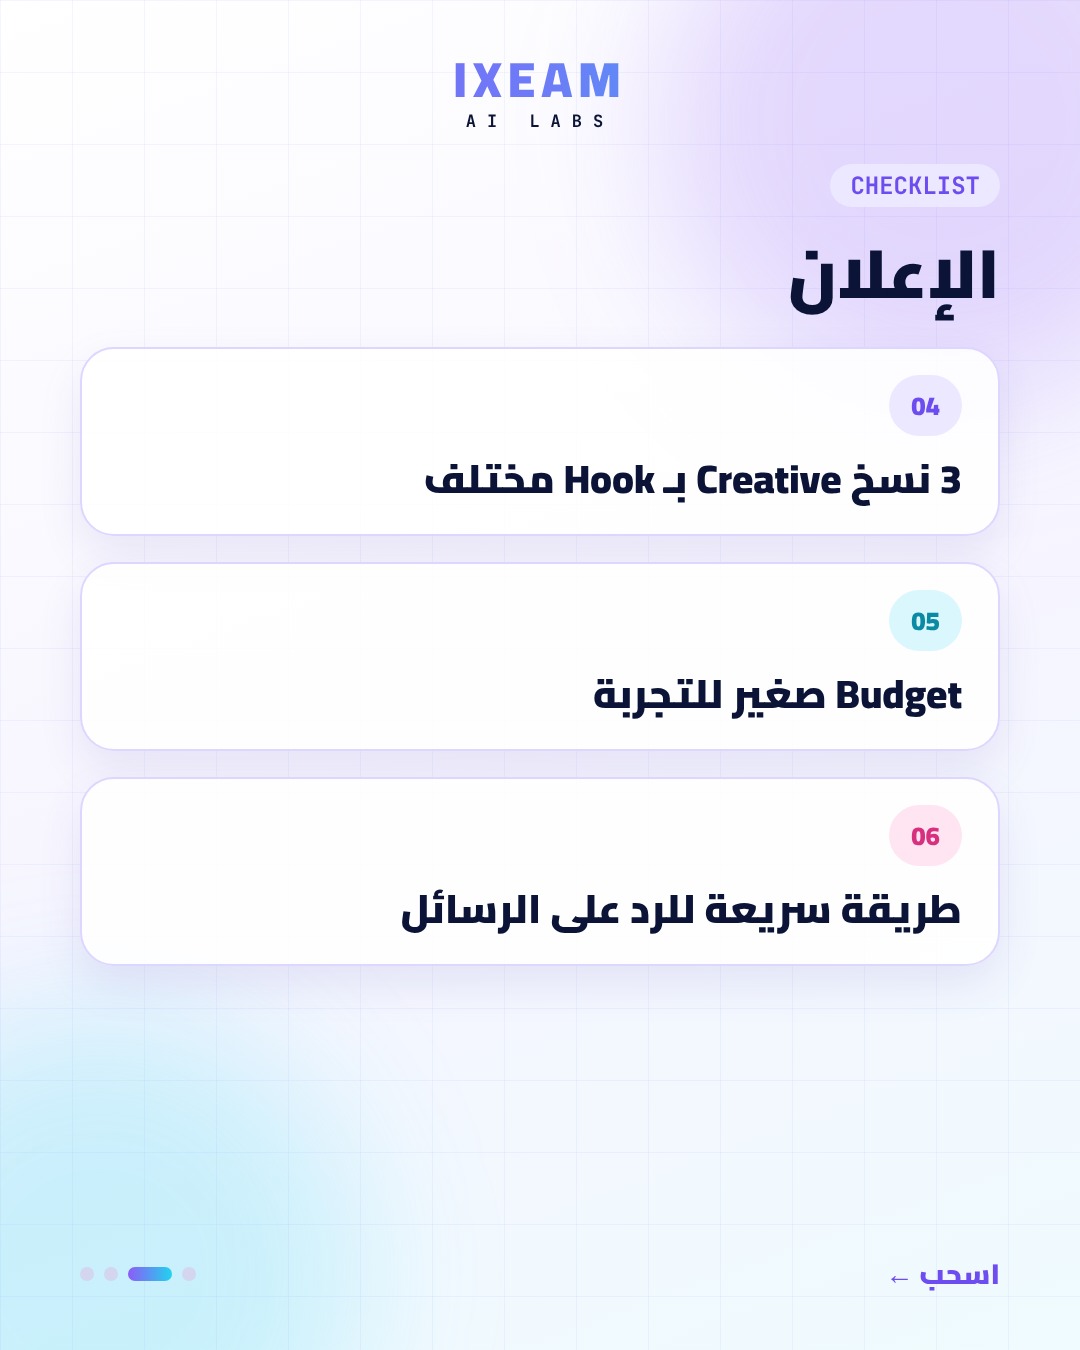 IXEAM
AI LABS
CHECKLIST
الإعلان
04
3 نسخ Creative بـ Hook مختلف
05
Budget صغير للتجربة
06
طريقة سريعة للرد على الرسائل
اسحب ←